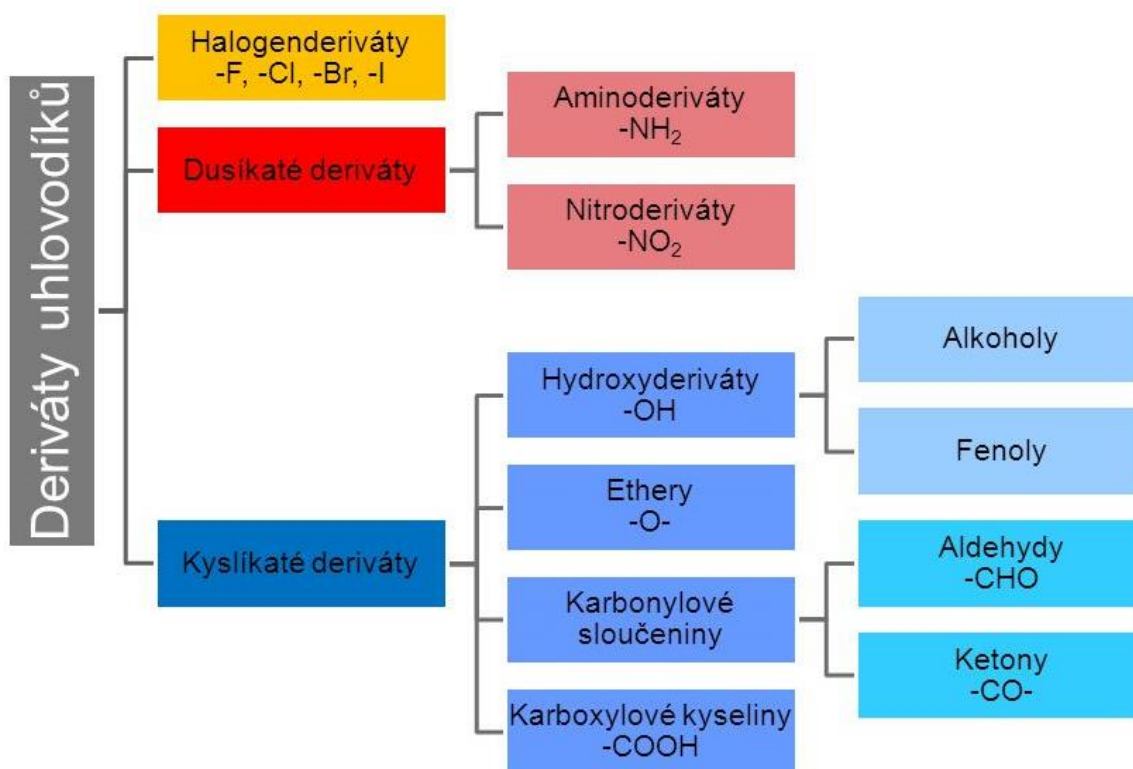 Deriváty uhlovodíků
Halogenderiváty
-F, -Cl, -Br, -I
Dusíkaté deriváty
Aminoderiváty
-NH₂
Nitroderiváty
-NO₂
Kyslíkaté deriváty
Hydroxyderiváty
-OH
Alkoholy
Fenoly
Ethery
-O-
Karbonylové
sloučeniny
Aldehydy
-CHO
Ketony
-CO-
Karboxylové kyseliny
-COOH